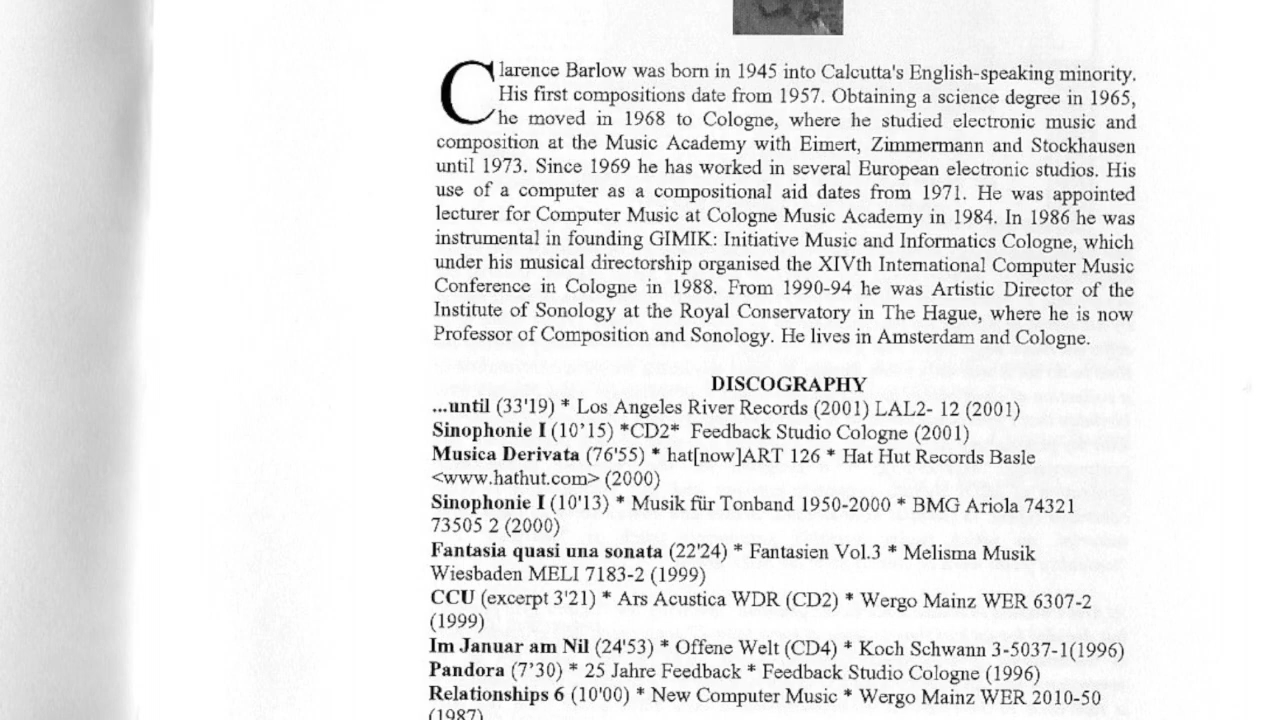 Clarence Barlow was born in 1945 into Calcutta's English-speaking minority.
His first compositions date from 1957. Obtaining a science degree in 1965,
he moved in 1968 to Cologne, where he studied electronic music and
composition at the Music Academy with Eimert, Zimmermann and Stockhausen
until 1973. Since 1969 he has worked in several European electronic studios. His
use of a computer as a compositional aid dates from 1971. He was appointed
lecturer for Computer Music at Cologne Music Academy in 1984. In 1986 he was
instrumental in founding GIMIK: Initiative Music and Informatics Cologne, which
under his musical directorship organised the XIVth International Computer Music
Conference in Cologne in 1988. From 1990-94 he was Artistic Director of the
Institute of Sonology at the Royal Conservatory in The Hague, where he is now
Professor of Composition and Sonology. He lives in Amsterdam and Cologne.
DISCOGRAPHY
...until (33'19) * Los Angeles River Records (2001) LAL2- 12 (2001)
Sinophonie I (10’15) *CD2* Feedback Studio Cologne (2001)
Musica Derivata (76'55) * hat[now]ART 126 * Hat Hut Records Basle
<www.hathut.com> (2000)
Sinophonie I (10'13) * Musik für Tonband 1950-2000 * BMG Ariola 74321
73505 2 (2000)
Fantasia quasi una sonata (22'24) * Fantasien Vol.3 * Melisma Musik
Wiesbaden MELI 7183-2 (1999)
CCU (excerpt 3'21) * Ars Acustica WDR (CD2) * Wergo Mainz WER 6307-2
(1999)
Im Januar am Nil (24'53) * Offene Welt (CD4) * Koch Schwann 3-5037-1(1996)
Pandora (7’30) * 25 Jahre Feedback * Feedback Studio Cologne (1996)
Relationships 6 (10'00) * New Computer Music * Wergo Mainz WER 2010-50
(1987)